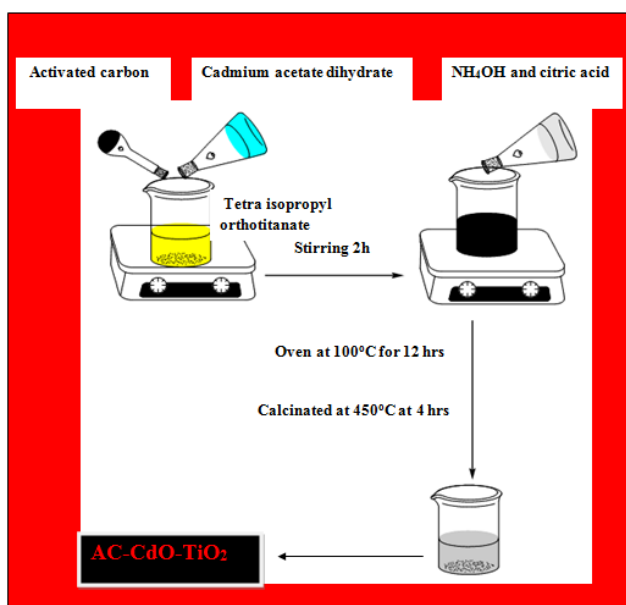 Activated carbon
Cadmium acetate dihydrate
NH₄OH and citric acid
Tetra isopropyl
orthotitanate
Stirring 2h
Oven at 100°C for 12 hrs
Calcinated at 450°C at 4 hrs
AC-CdO-TiO₂